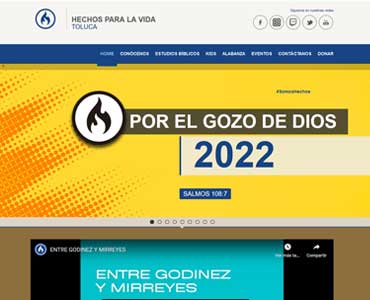 HECHOS PARA LA VIDA
TOLUCA
Síguenos en nuestras redes
HOME CONÓCENOS ESTUDIOS BÍBLICOS KIDS ALABANZA EVENTOS CONTÁCTANOS DONAR
#SomosHechos
POR EL GOZO DE DIOS
2022
SALMOS 108:7
ENTRE GODINEZ Y MIRREYES
Ver más ta...
Compartir
ENTRE GODINEZ
Y MIRREYES